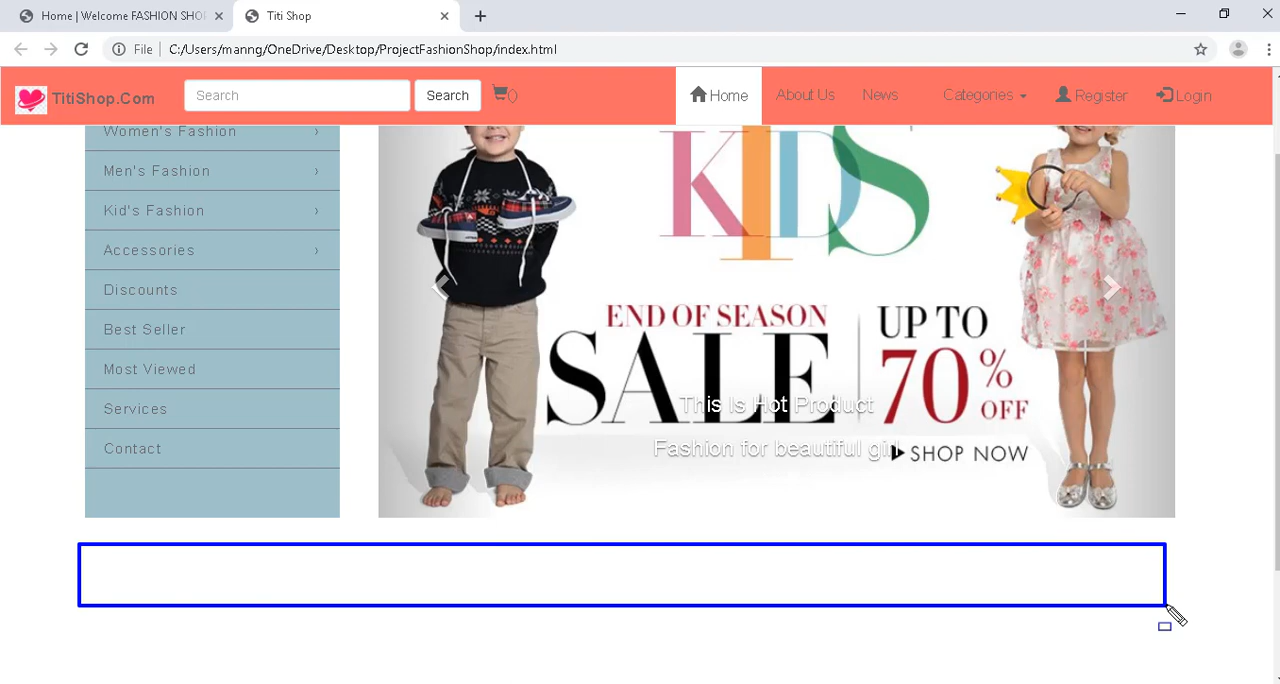 Home | Welcome FASHION SHOP
Titi Shop
File
C:/Users/manng/OneDrive/Desktop/ProjectFashionShop/index.html
TitiShop.Com
Search
Search
0
Home
About Us
News
Categories
Register
Login
Women's Fashion ›
Men's Fashion ›
Kid's Fashion ›
Accessories ›
Discounts
Best Seller
Most Viewed
Services
Contact
KIDS
END OF SEASON
SALE
UP TO
70%
OFF
This Is Hot Product
Fashion for beautiful girl
SHOP NOW